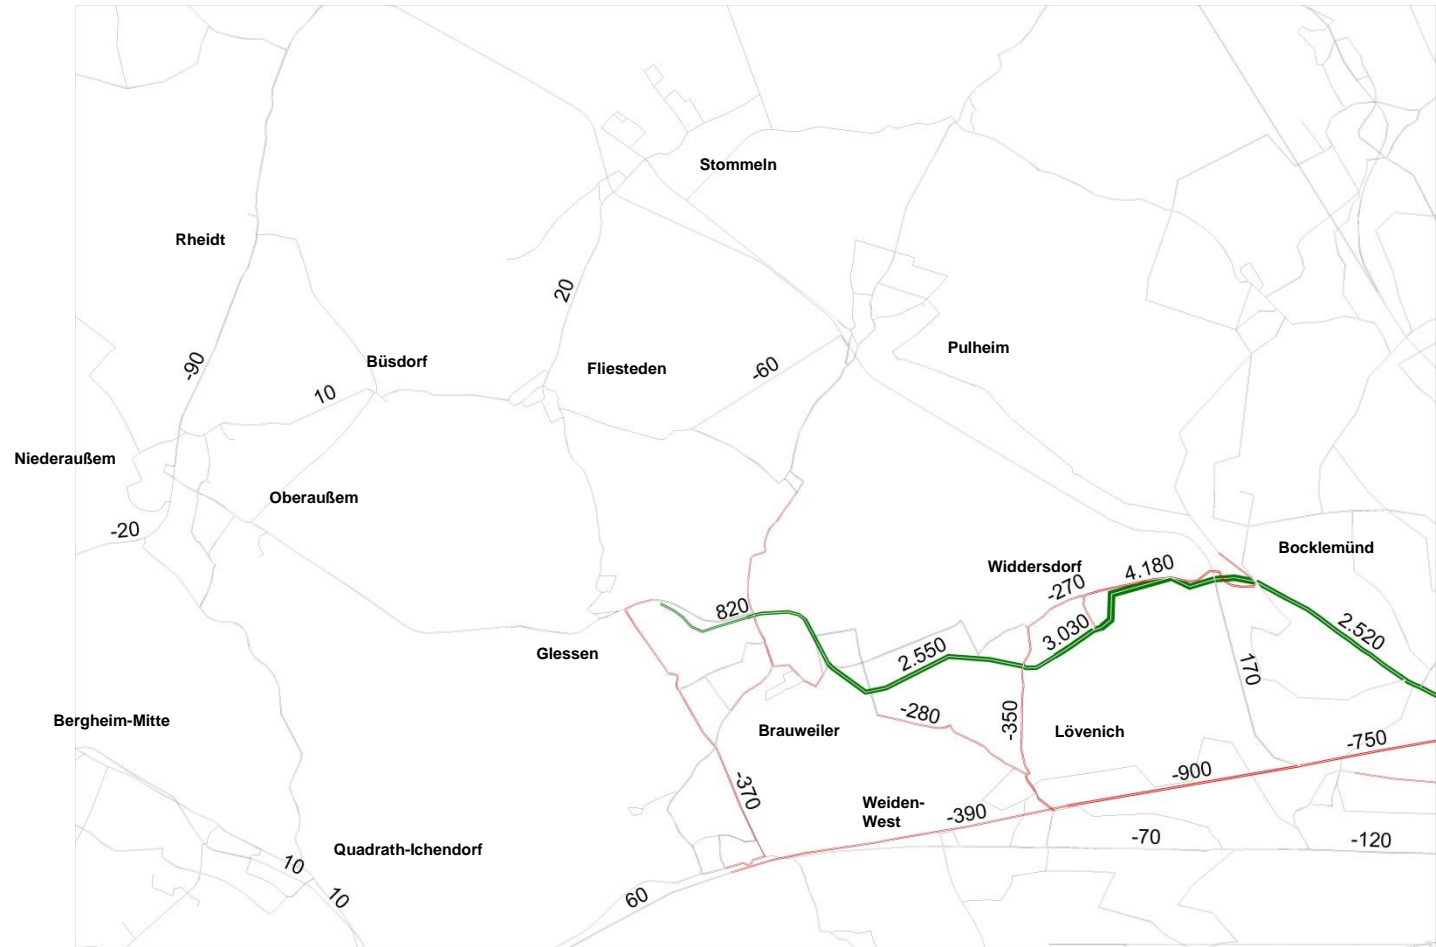 Stommeln
Rheidt
20
Pulheim
Büsdorf
-90
Fliesteden
-60
10
Niederaußem
Oberaußem
-20
Bocklemünd
Widdersdorf
4.180
-270
820
3.030
2.520
Glessen
2.550
170
Bergheim-Mitte
-280
-350
Brauweiler
Lövenich
-750
-900
-370
Weiden-
West
-390
-70
-120
Quadrath-Ichendorf
10
10
60